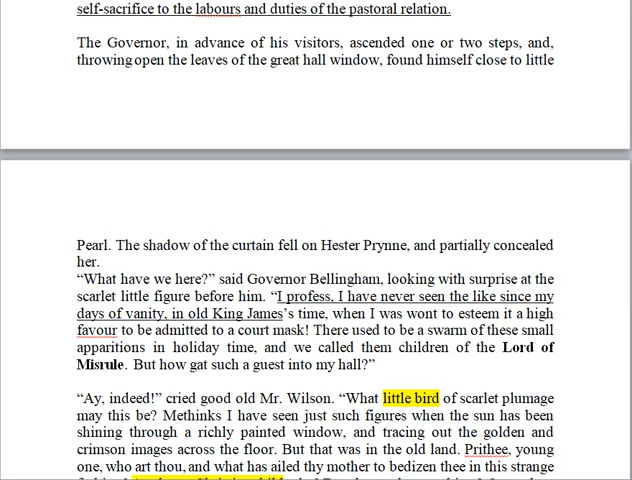 self-sacrifice to the labours and duties of the pastoral relation.
The Governor, in advance of his visitors, ascended one or two steps, and,
throwing open the leaves of the great hall window, found himself close to little
Pearl. The shadow of the curtain fell on Hester Prynne, and partially concealed
her.
“What have we here?” said Governor Bellingham, looking with surprise at the
scarlet little figure before him. “I profess, I have never seen the like since my
days of vanity, in old King James’s time, when I was wont to esteem it a high
favour to be admitted to a court mask! There used to be a swarm of these small
apparitions in holiday time, and we called them children of the Lord of
Misrule. But how gat such a guest into my hall?”
“Ay, indeed!” cried good old Mr. Wilson. “What little bird of scarlet plumage
may this be? Methinks I have seen just such figures when the sun has been
shining through a richly painted window, and tracing out the golden and
crimson images across the floor. But that was in the old land. Prithee, young
one, who art thou, and what has ailed thy mother to bedizen thee in this strange